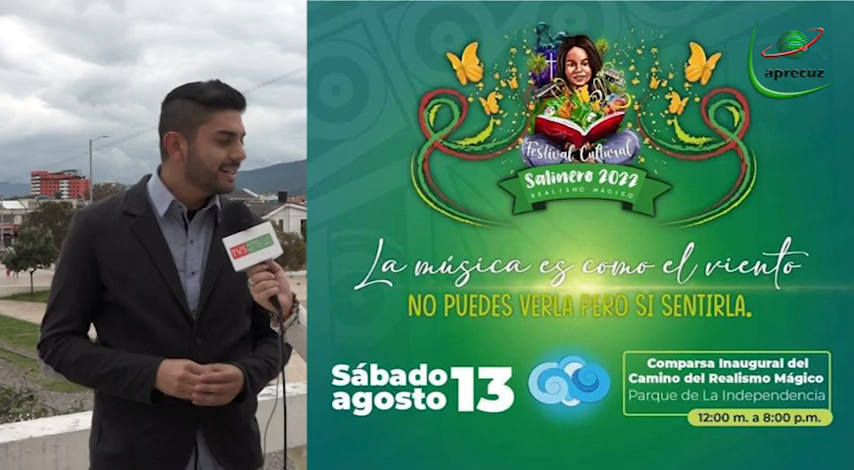 aprecuz
Festival Cultural
Salinero 2022
REALISMO MÁGICO
La música es como el viento
NO PUEDES VERLA PERO SI SENTIRLA.
Sábado
agosto 13
Comparsa Inaugural del
Camino del Realismo Mágico
Parque de La Independencia
12:00 m. a 8:00 p.m.
TV5